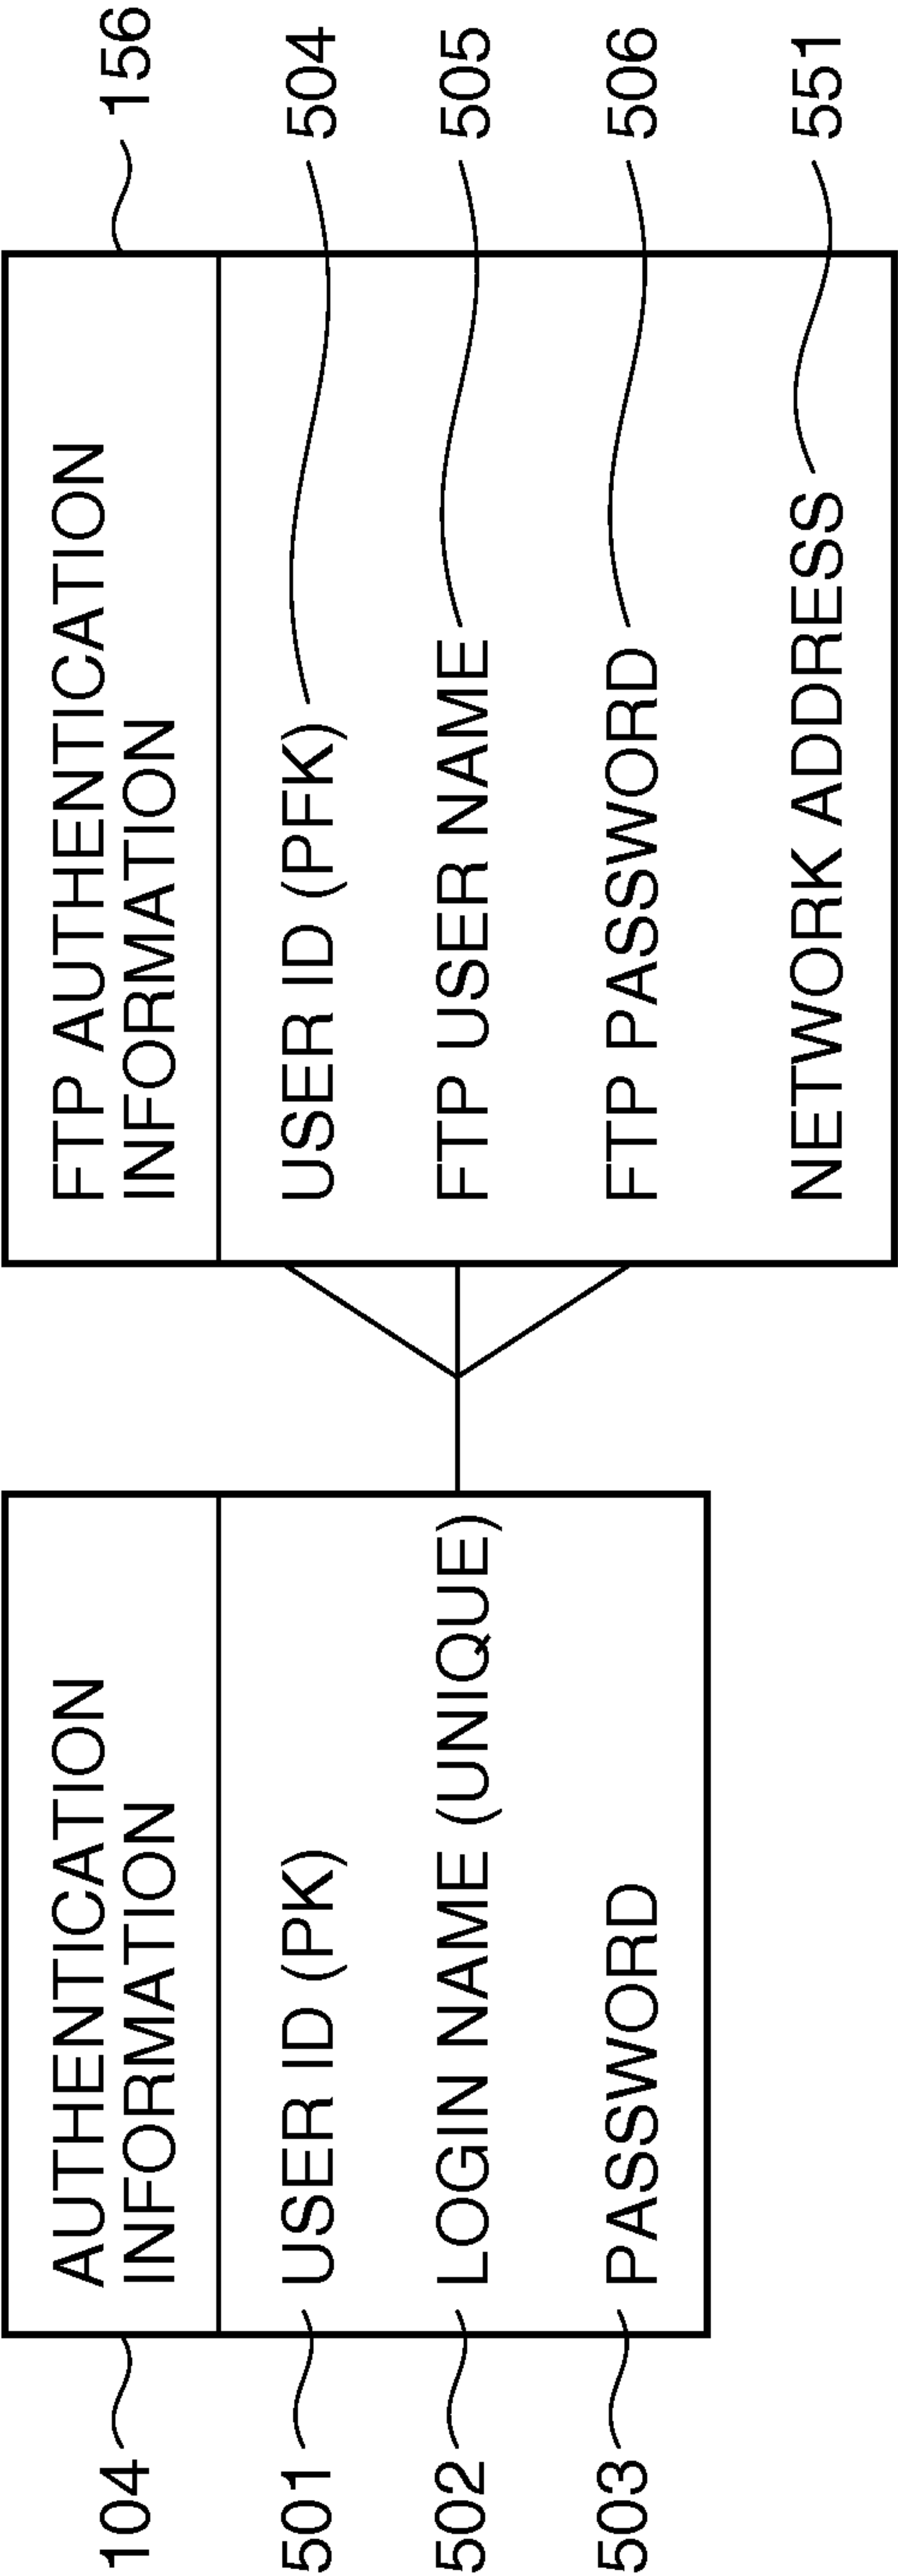 104
AUTHENTICATION
INFORMATION
501
USER ID (PK)
502
LOGIN NAME (UNIQUE)
503
PASSWORD
156
FTP AUTHENTICATION
INFORMATION
USER ID (PFK)
504
FTP USER NAME
505
FTP PASSWORD
506
NETWORK ADDRESS
551